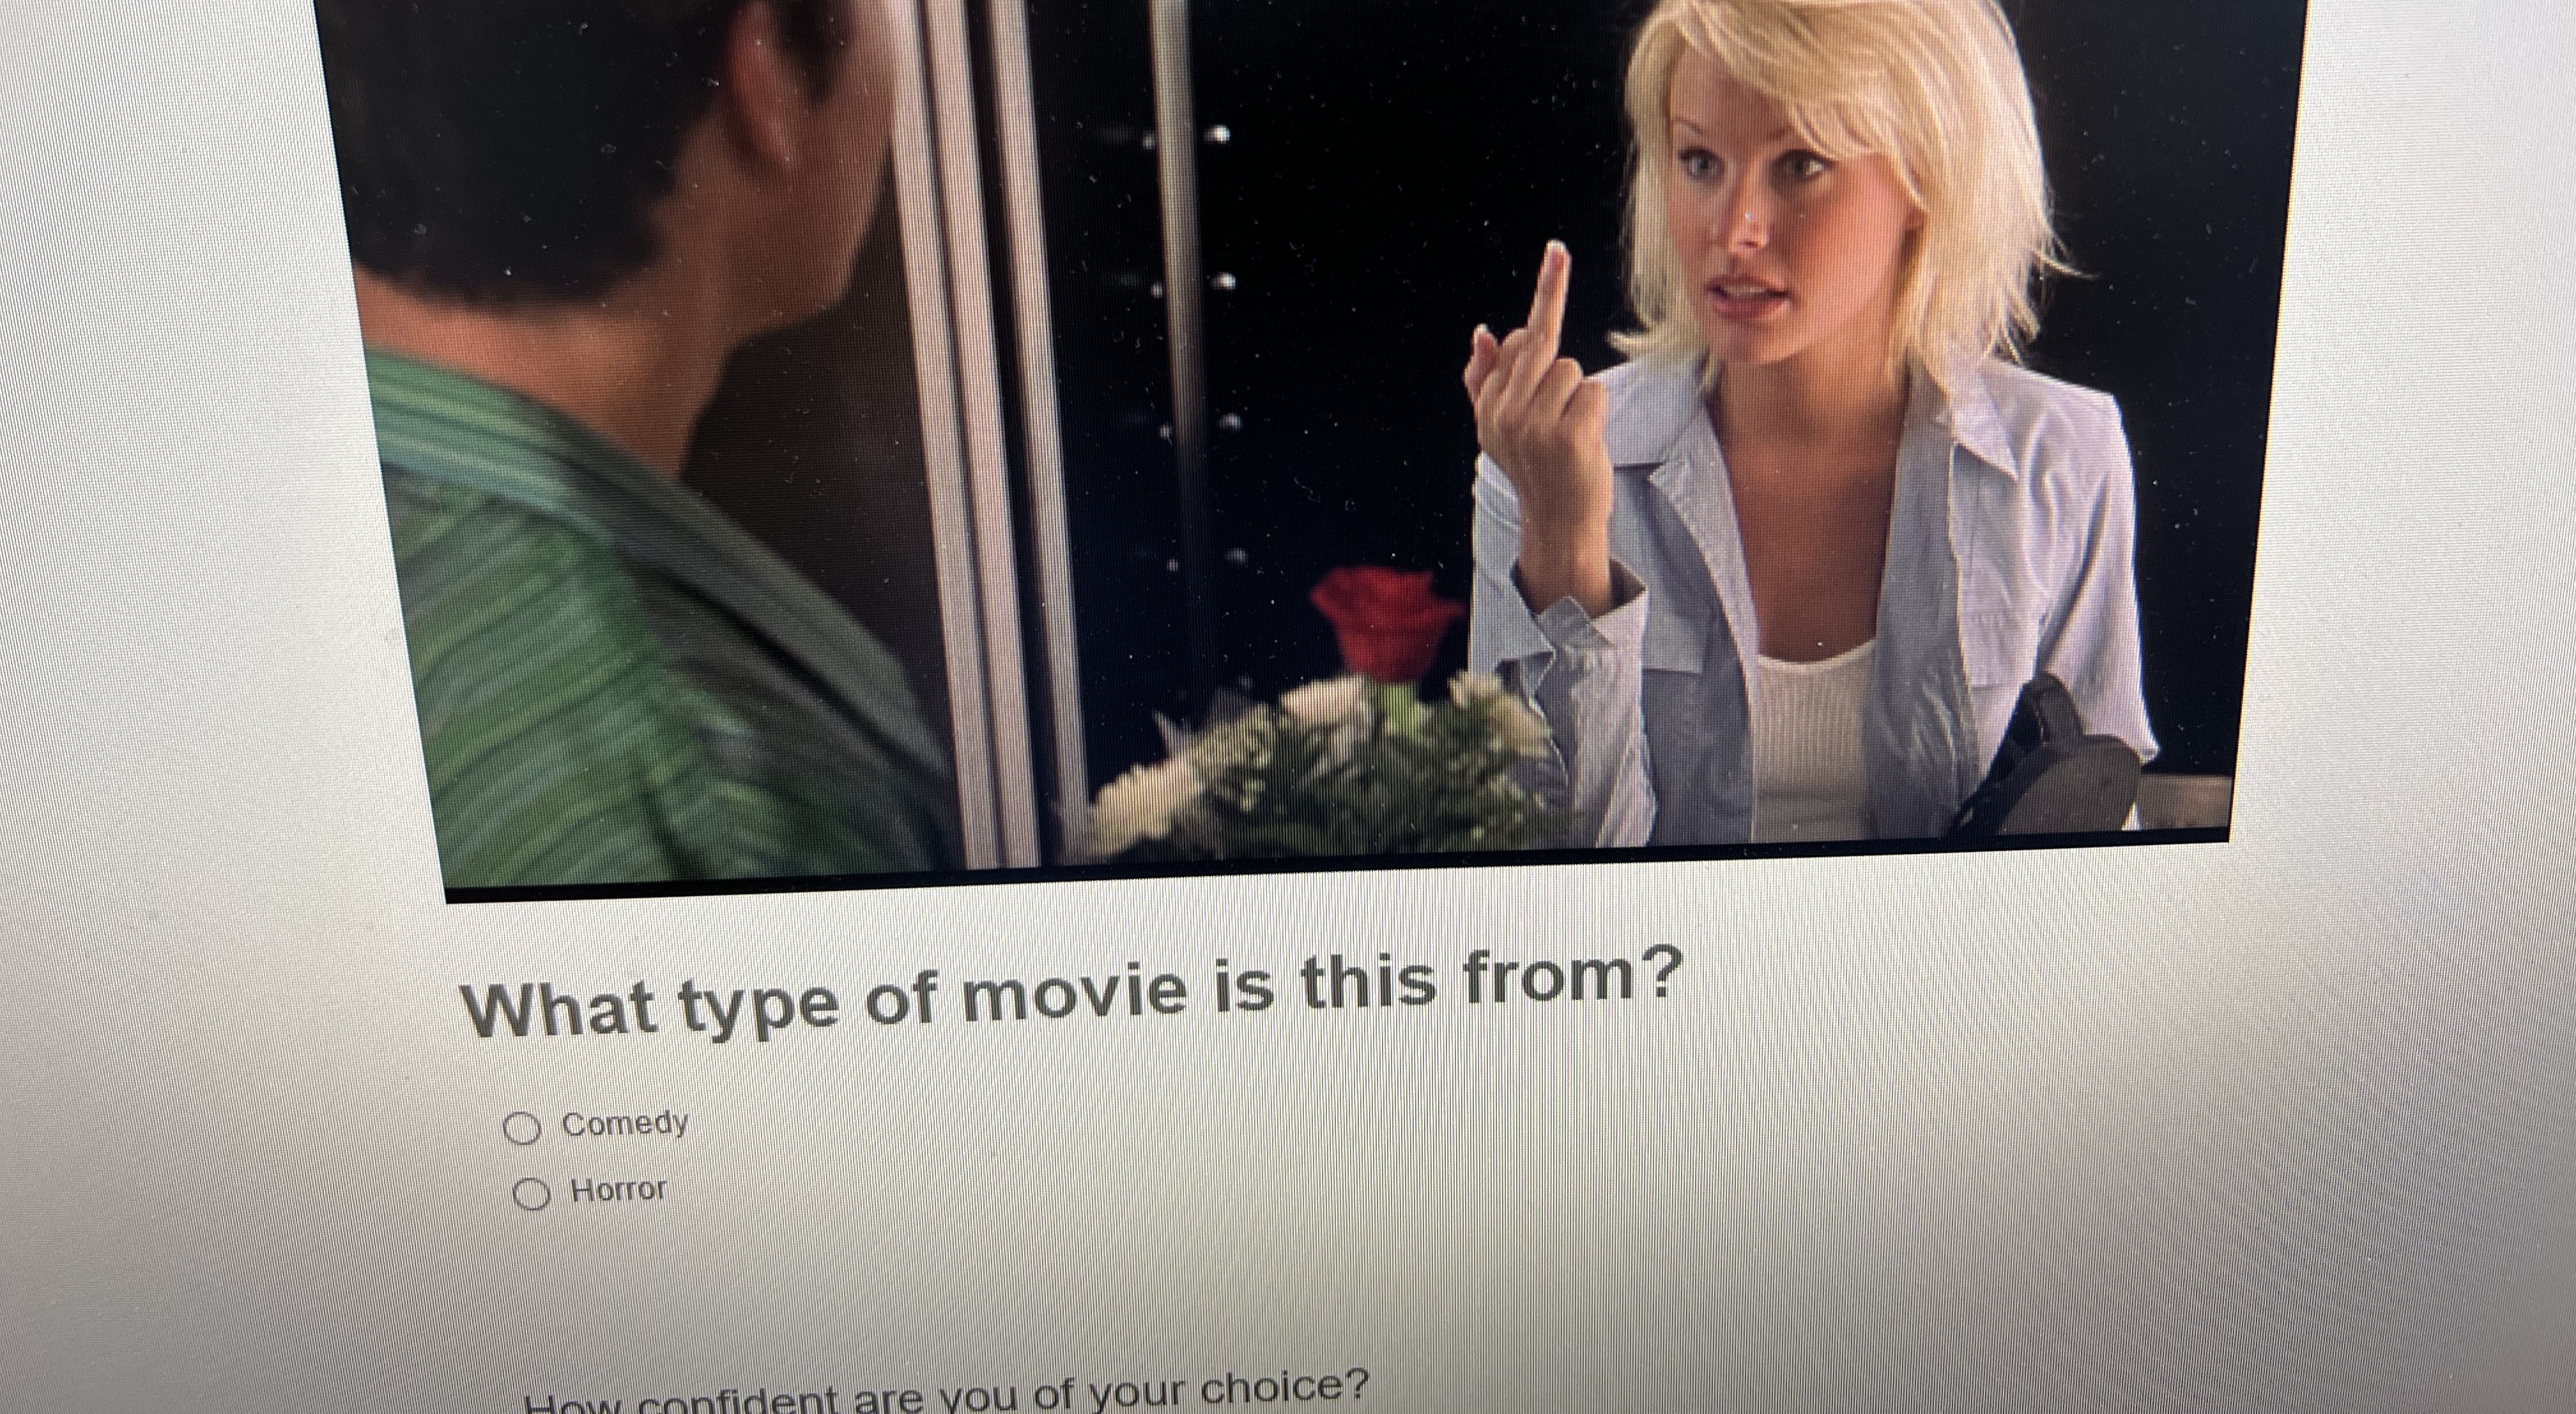 What type of movie is this from?
Comedy
Horror
How confident are you of your choice?